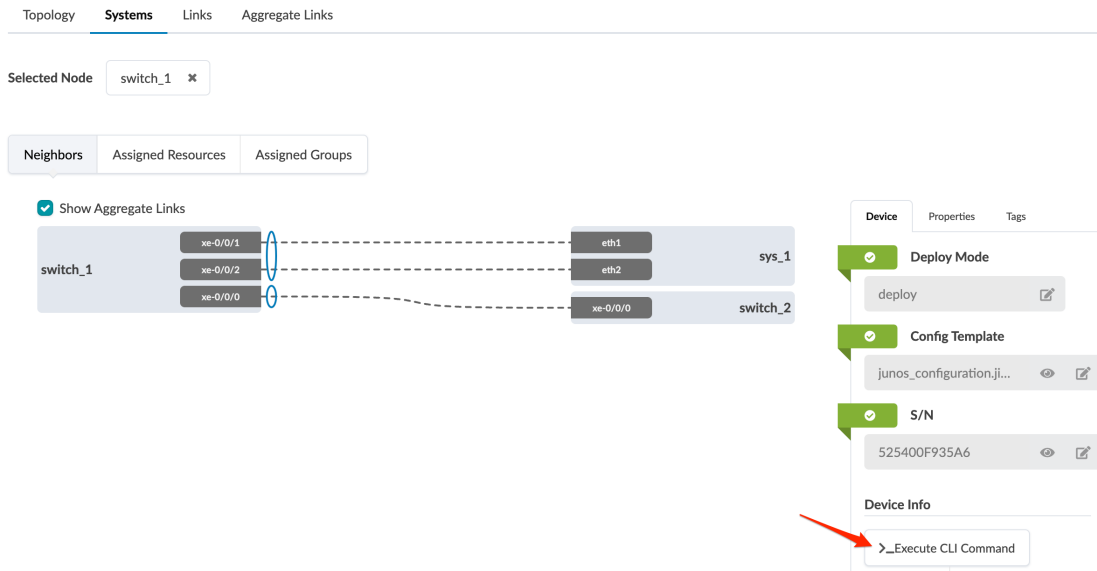 Topology Systems Links Aggregate Links
Selected Node switch_1
Neighbors Assigned Resources Assigned Groups
Show Aggregate Links
switch_1
xe-0/0/1
xe-0/0/2
xe-0/0/0
eth1
eth2
sys_1
xe-0/0/0
switch_2
Device Properties Tags
Deploy Mode
deploy
Config Template
junos_configuration.ji...
S/N
525400F935A6
Device Info
>_Execute CLI Command